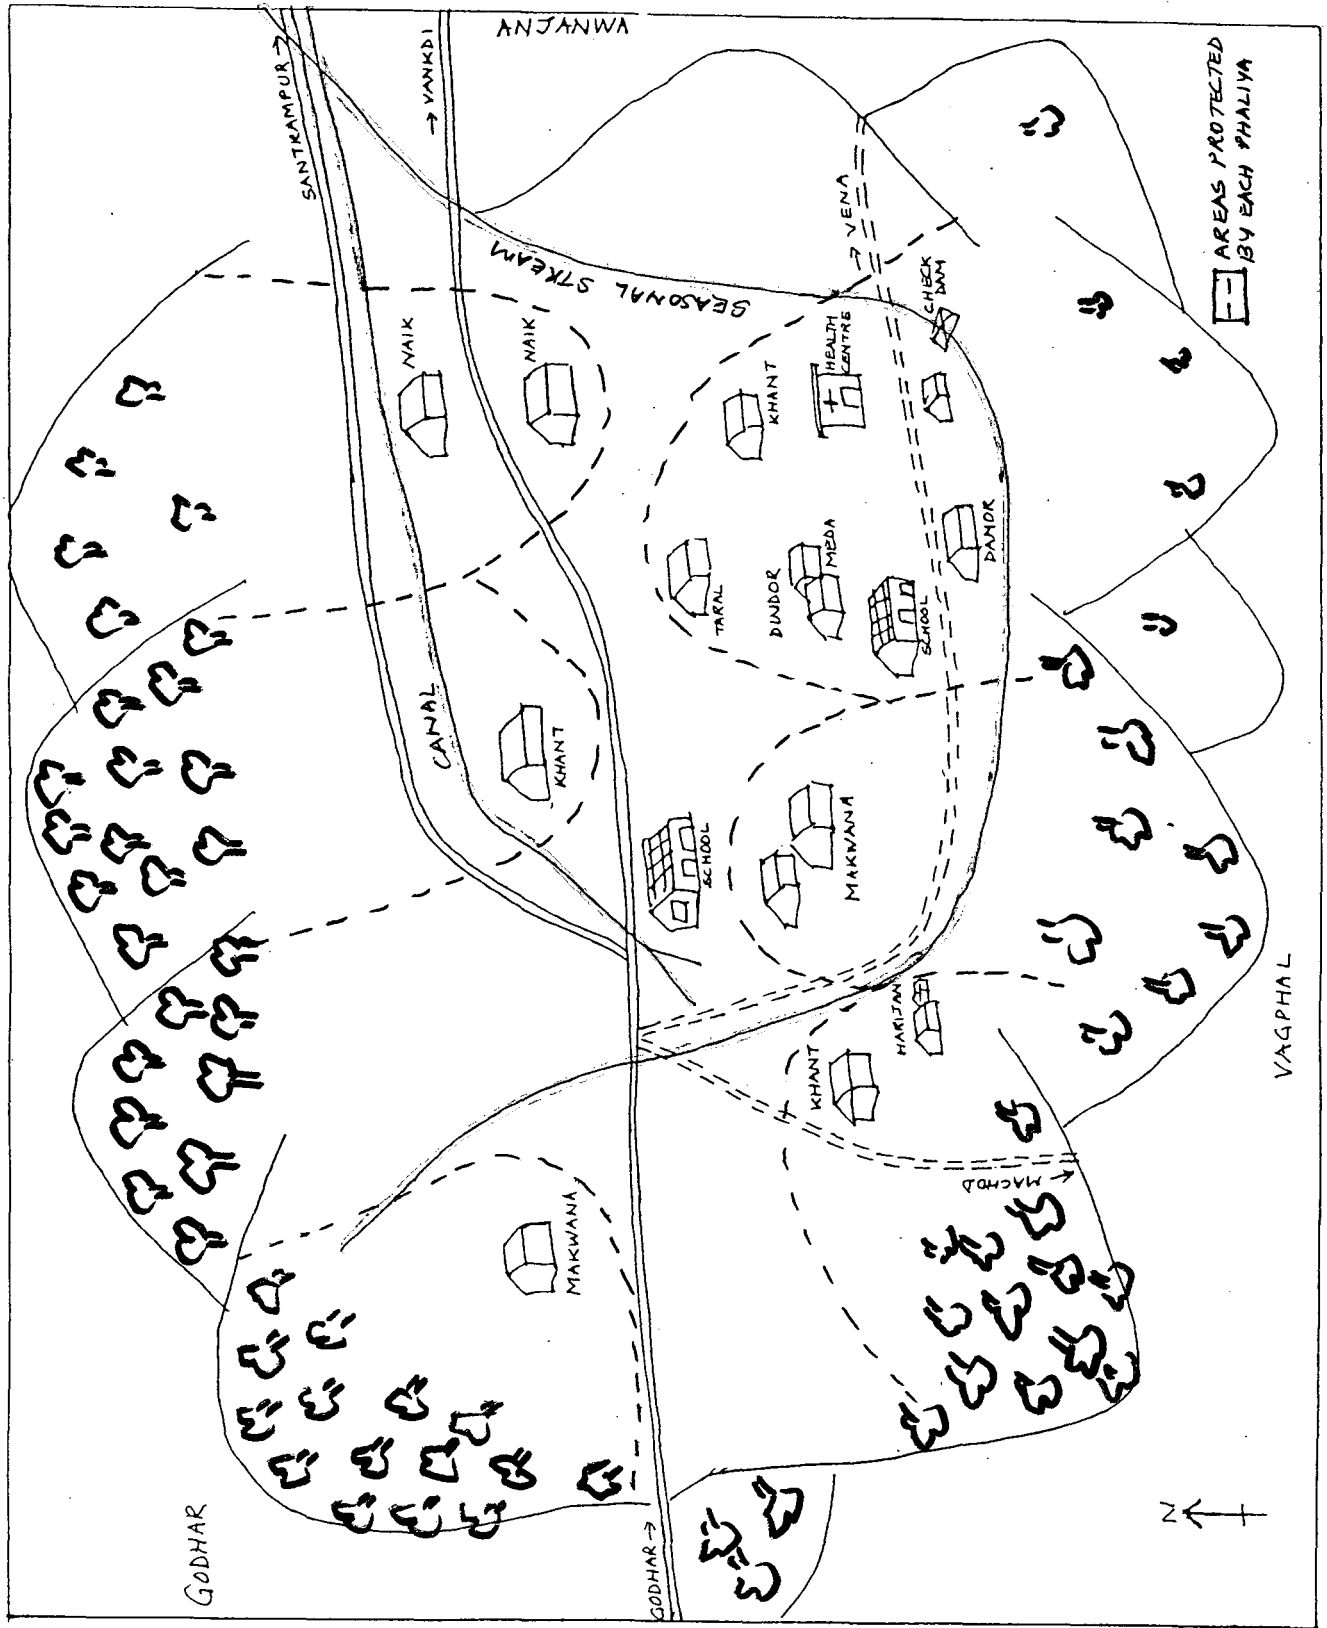 ANJANVA
SANTRAMPUR →
→ VANKDI
AREAS PROTECTED
BY EACH PHALIYA
→ VENA
SEASONAL STREAM
CHECK
DAM
NAIK
NAIK
HEALTH
CENTRE
KHANT
TARAL
DUNDOR
MEDA
SCHOOL
DAMOR
CANAL
KHANT
SCHOOL
MAKWANA
HARIJAN
KHANT
VAGPHAL
← MACHOD
MAKWANA
GODHAR
GODHAR →
N